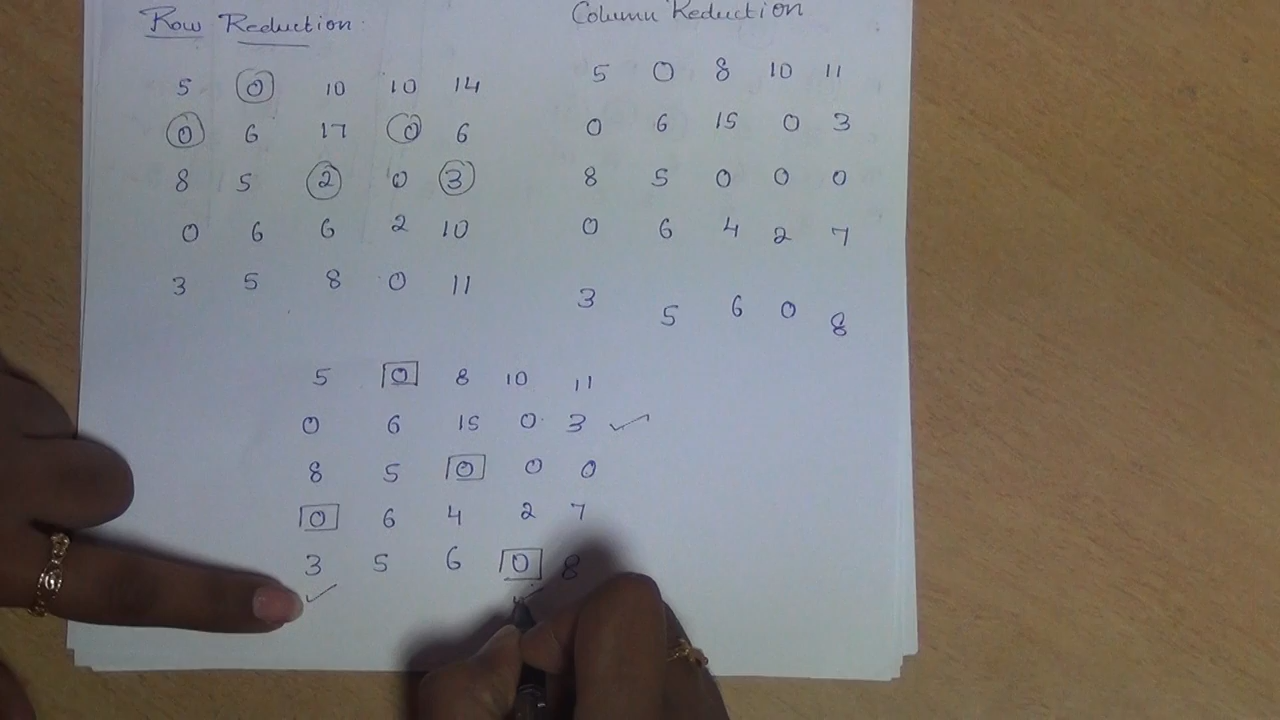 Row Reduction
5 0 10 10 14
0 6 17 0 6
8 5 2 0 3
0 6 6 2 10
3 5 8 0 11
Column Reduction
5 0 8 10 11
0 6 15 0 3
8 5 0 0 0
0 6 4 2 7
3 5 6 0 8
5 0 8 10 11
0 6 15 0 3 ✓
8 5 0 0 0
0 6 4 2 7
3 5 6 0 8
✓ ✓